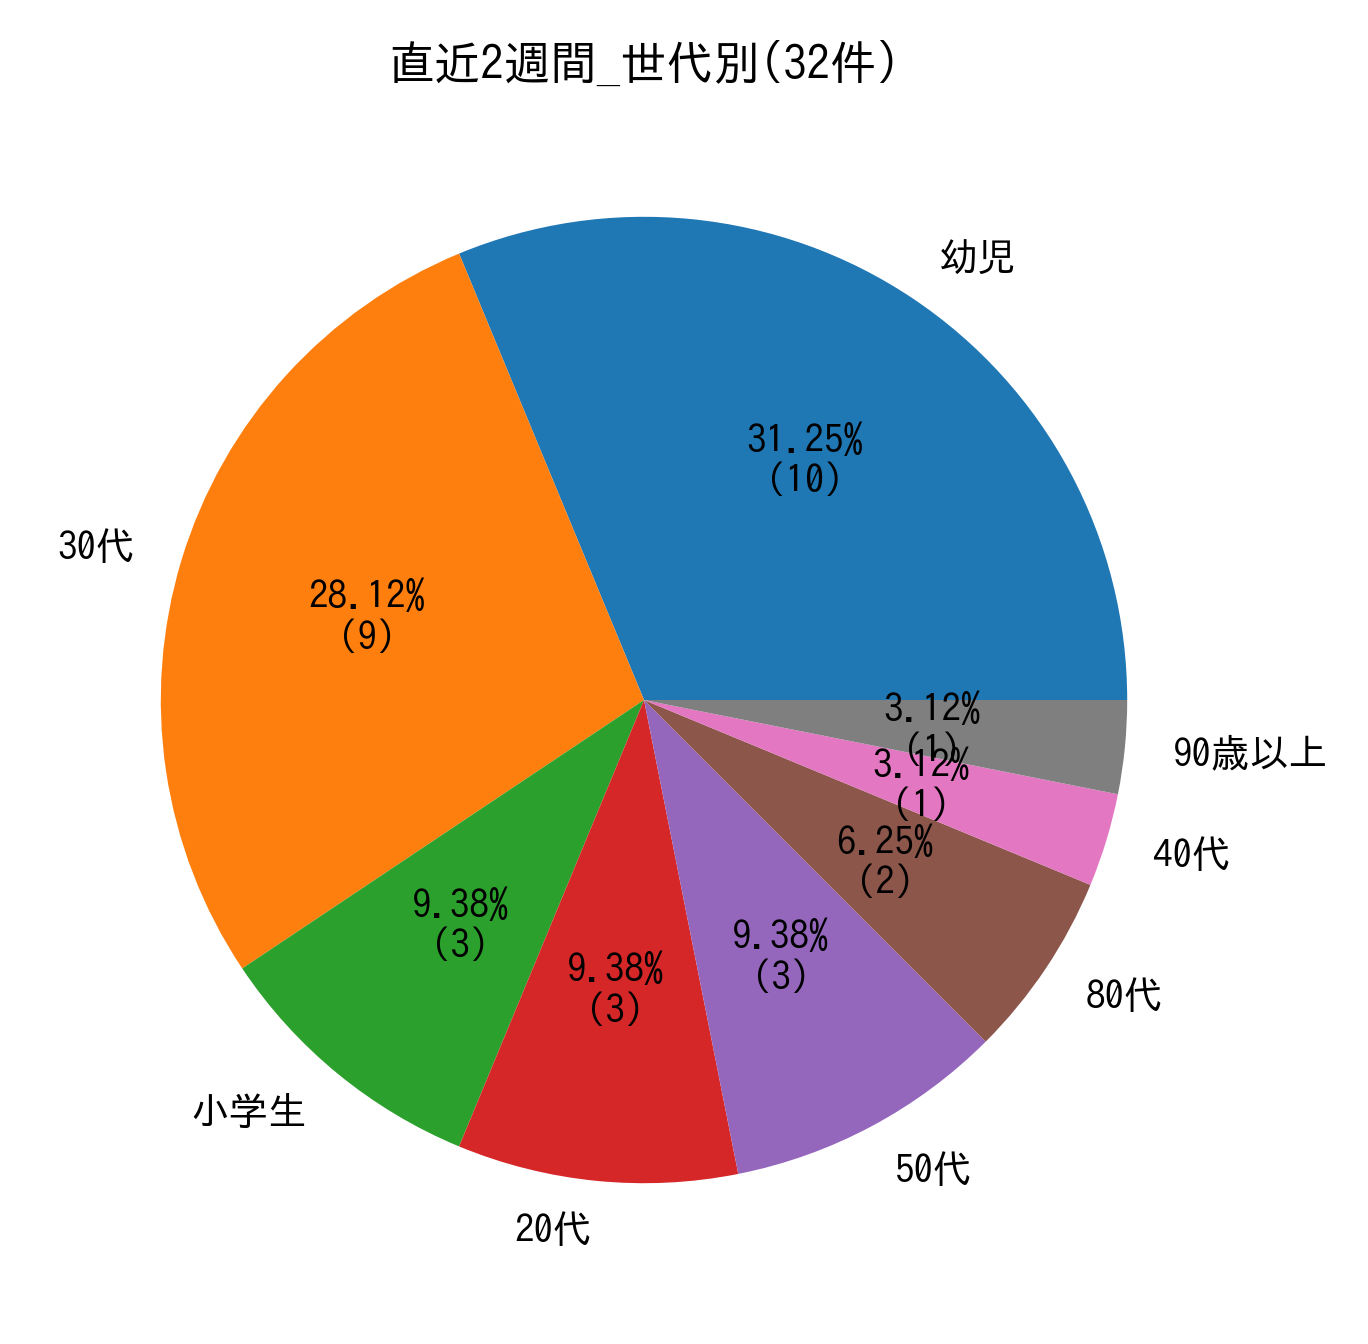 直近2週間_世代別(32件)
幼児
31.25%
(10)
30代
28.12%
(9)
小学生
9.38%
(3)
20代
9.38%
(3)
50代
9.38%
(3)
80代
6.25%
(2)
40代
3.12%
(1)
90歳以上
3.12%
(1)